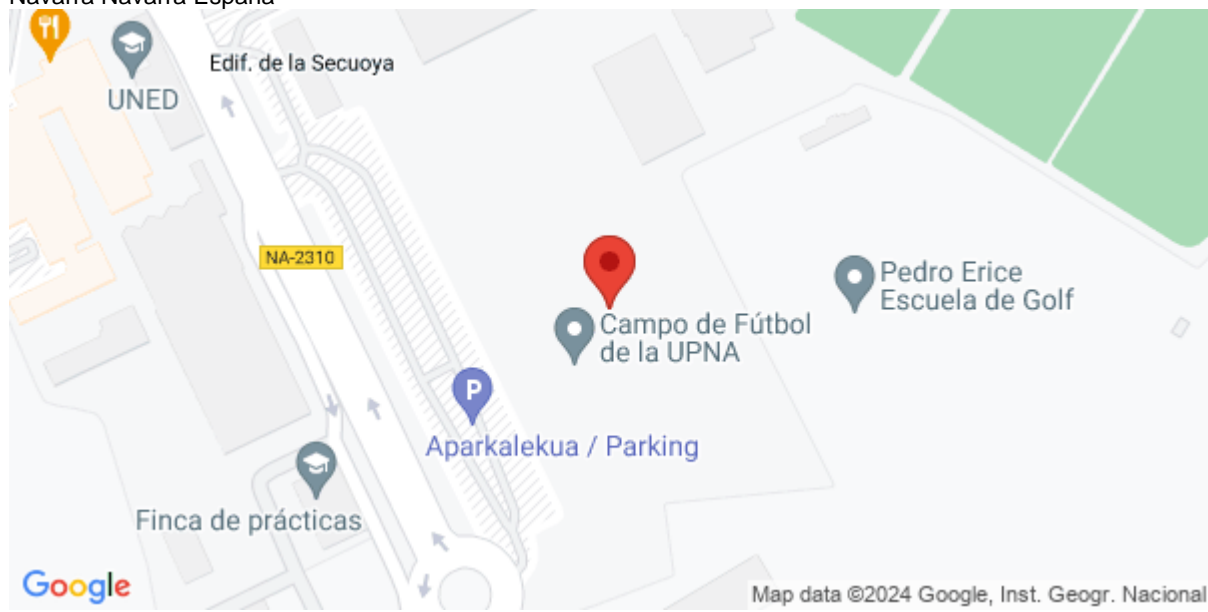 Navarra Navarra España
Edif. de la Secuoya
UNED
NA-2310
Pedro Erice
Escuela de Golf
Campo de Fútbol
de la UPNA
P
Aparkalekua / Parking
Finca de prácticas
Google
Map data ©2024 Google, Inst. Geogr. Nacional